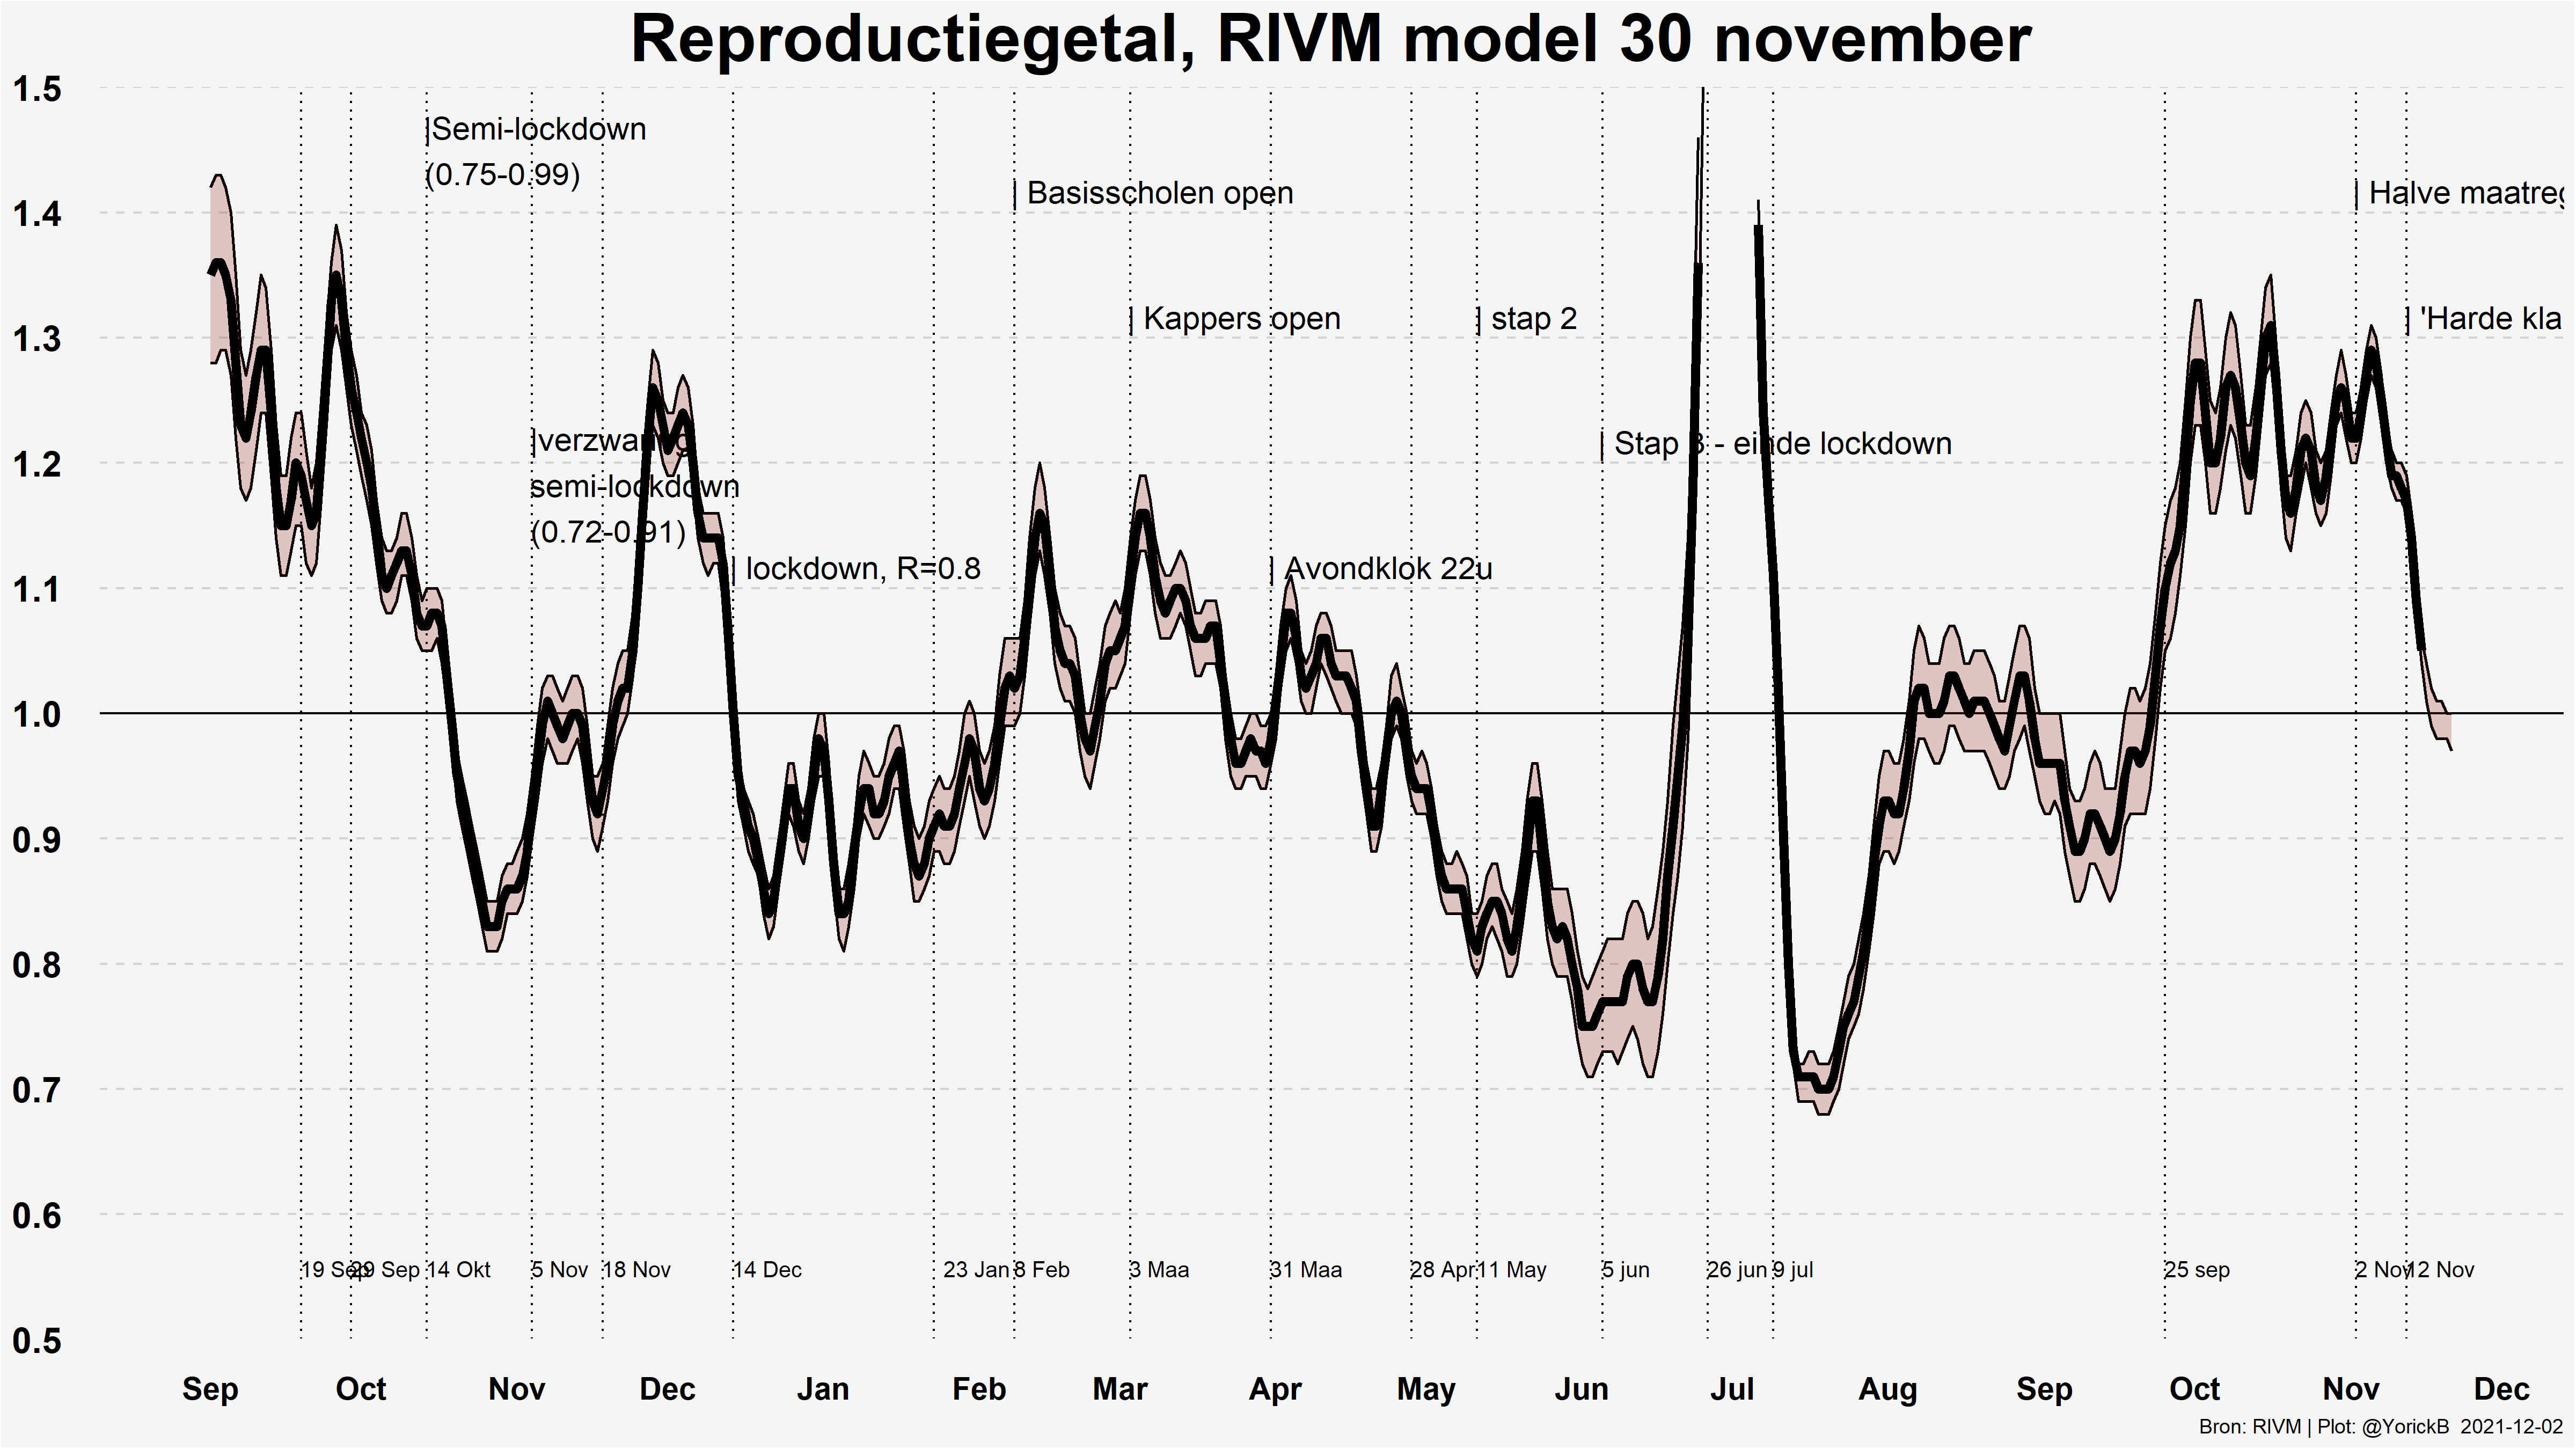 Reproductiegetal, RIVM model 30 november
1.5
1.4
1.3
1.2
1.1
1.0
0.9
0.8
0.7
0.6
0.5
|Semi-lockdown
(0.75-0.99)
| Basisscholen open
| Halve maatreg
| Kappers open
| stap 2
| 'Harde kla
|verzwaring
semi-lockdown
(0.72-0.91)
| Stap 3 - einde lockdown
| lockdown, R=0.8
| Avondklok 22u
19 Sep
29 Sep
14 Okt
5 Nov
18 Nov
14 Dec
23 Jan
8 Feb
3 Maa
31 Maa
28 Apr
11 May
5 jun
26 jun
9 jul
25 sep
2 Nov
12 Nov
Sep Oct Nov Dec Jan Feb Mar Apr May Jun Jul Aug Sep Oct Nov Dec
Bron: RIVM | Plot: @YorickB 2021-12-02